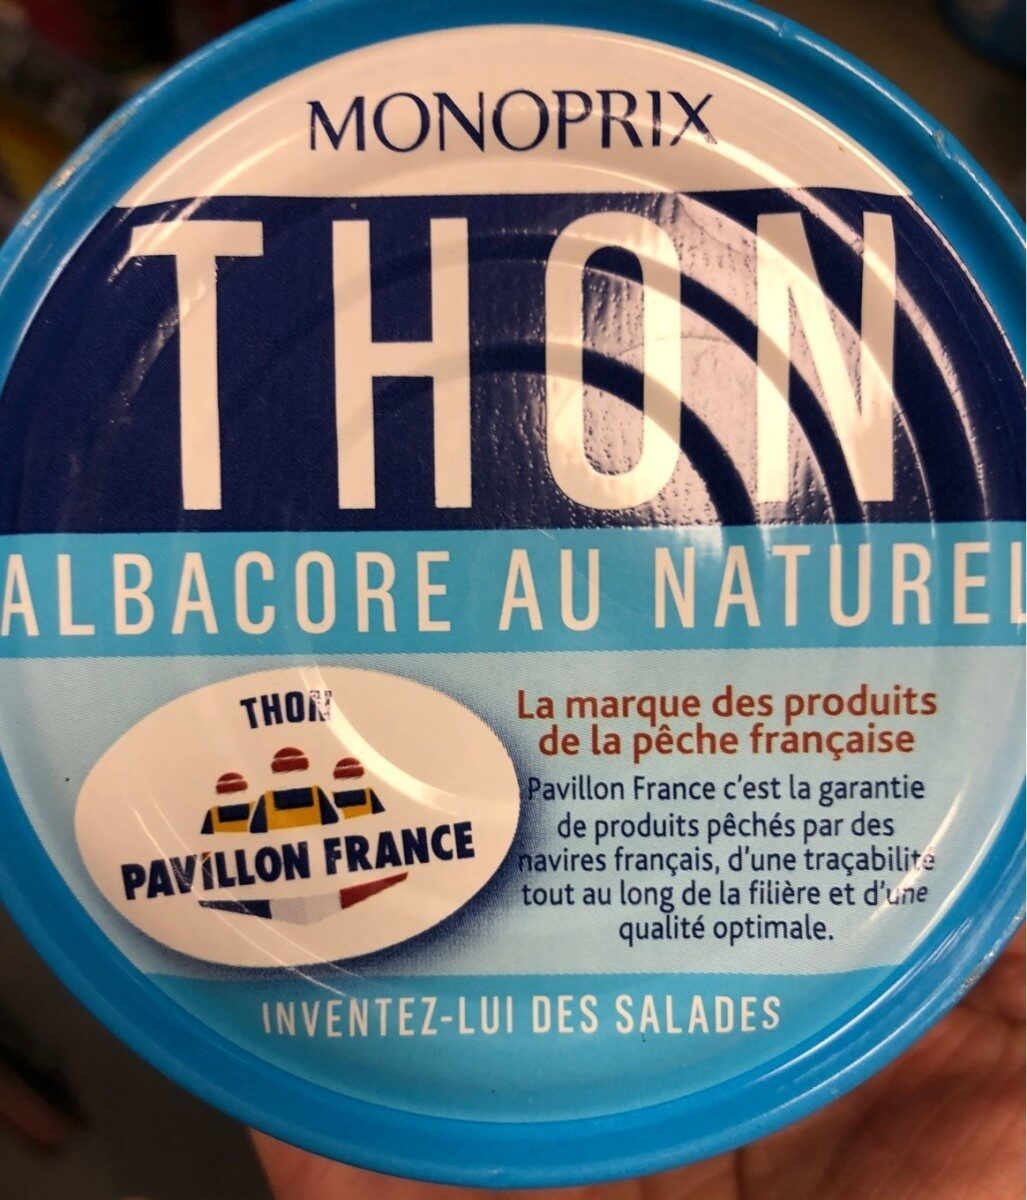 MONOPRIX
THON
ALBACORE AU NATUREL
THON
PAVILLON FRANCE
La marque des produits
de la pêche française
Pavillon France c'est la garantie
de produits pêchés par des
navires français, d'une traçabilité
tout au long de la filière et d'une
qualité optimale.
INVENTEZ-LUI DES SALADES